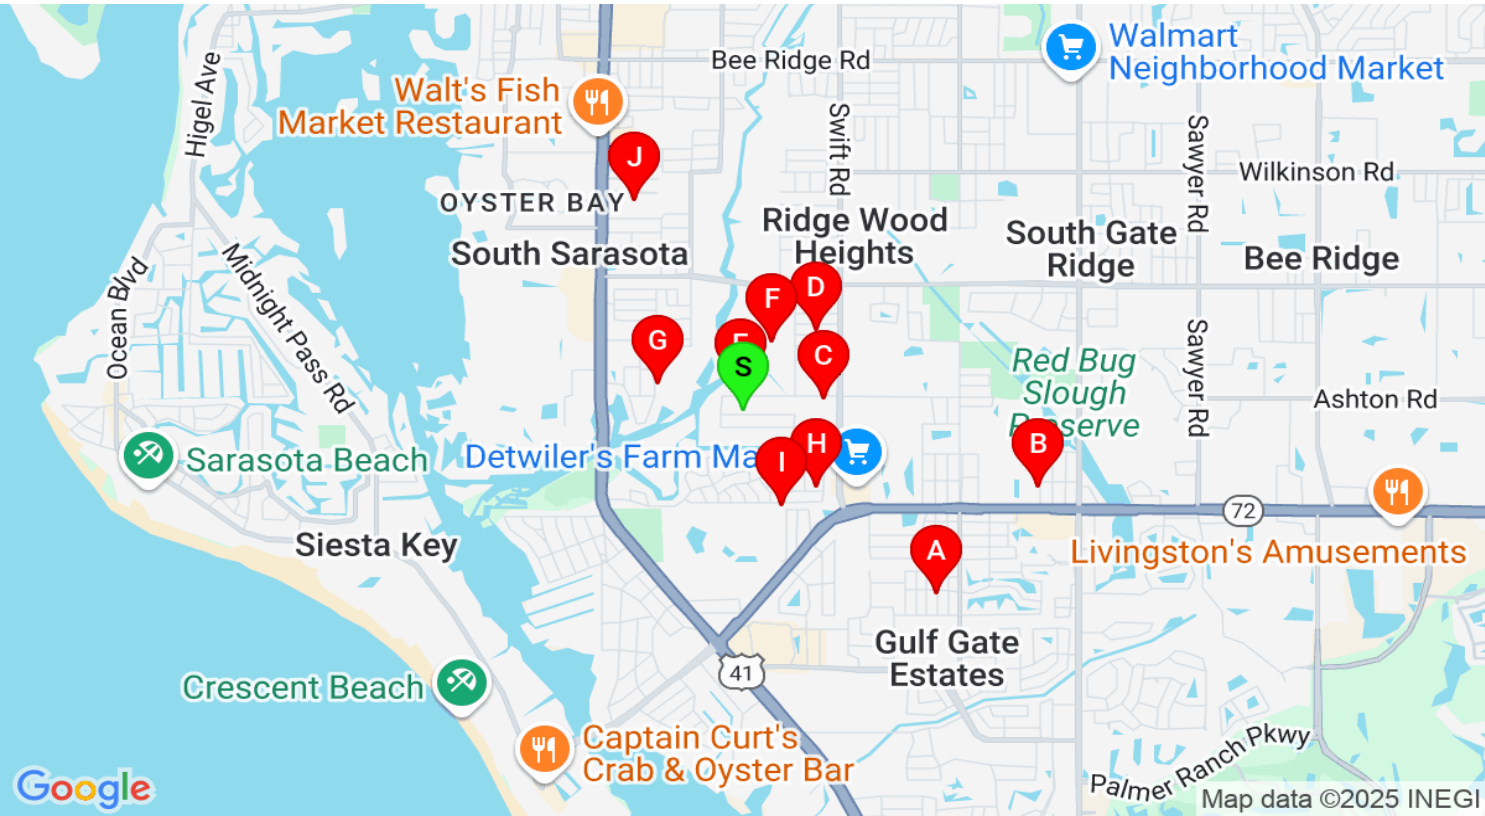 Higel Ave
Bee Ridge Rd
Walmart
Neighborhood Market
Walt's Fish
Market Restaurant
Swift Rd
Sawyer Rd
J
Wilkinson Rd
OYSTER BAY
Ridge Wood
Heights
South Gate
Ridge
South Sarasota
Bee Ridge
Ocean Blvd
Midnight Pass Rd
F
D
G
C
S
Red Bug
Slough
Sawyer Rd
Ashton Rd
Sarasota Beach
Detwiler's Farm
I
H
B
72
Siesta Key
A
Livingston's Amusements
Gulf Gate
Estates
41
Crescent Beach
Captain Curt's
Crab & Oyster Bar
Palmer Ranch Pkwy
Google
Map data ©2025 INEGI